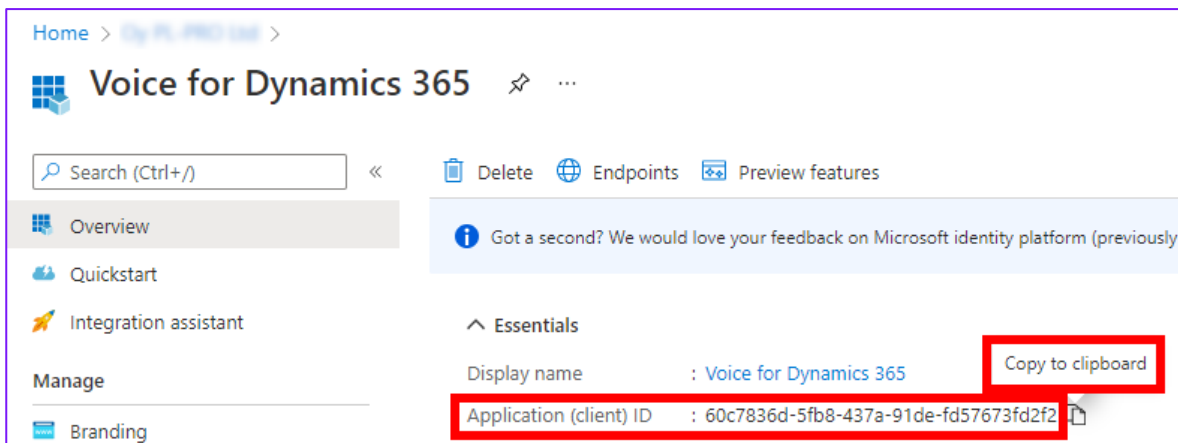 Home > >
Voice for Dynamics 365 ...
Search (Ctrl+/) «
Delete Endpoints Preview features
Overview
Got a second? We would love your feedback on Microsoft identity platform (previously
Quickstart
Integration assistant
Essentials
Copy to clipboard
Display name : Voice for Dynamics 365
Manage
Application (client) ID : 60c7836d-5fb8-437a-91de-fd57673fd2f2
Branding